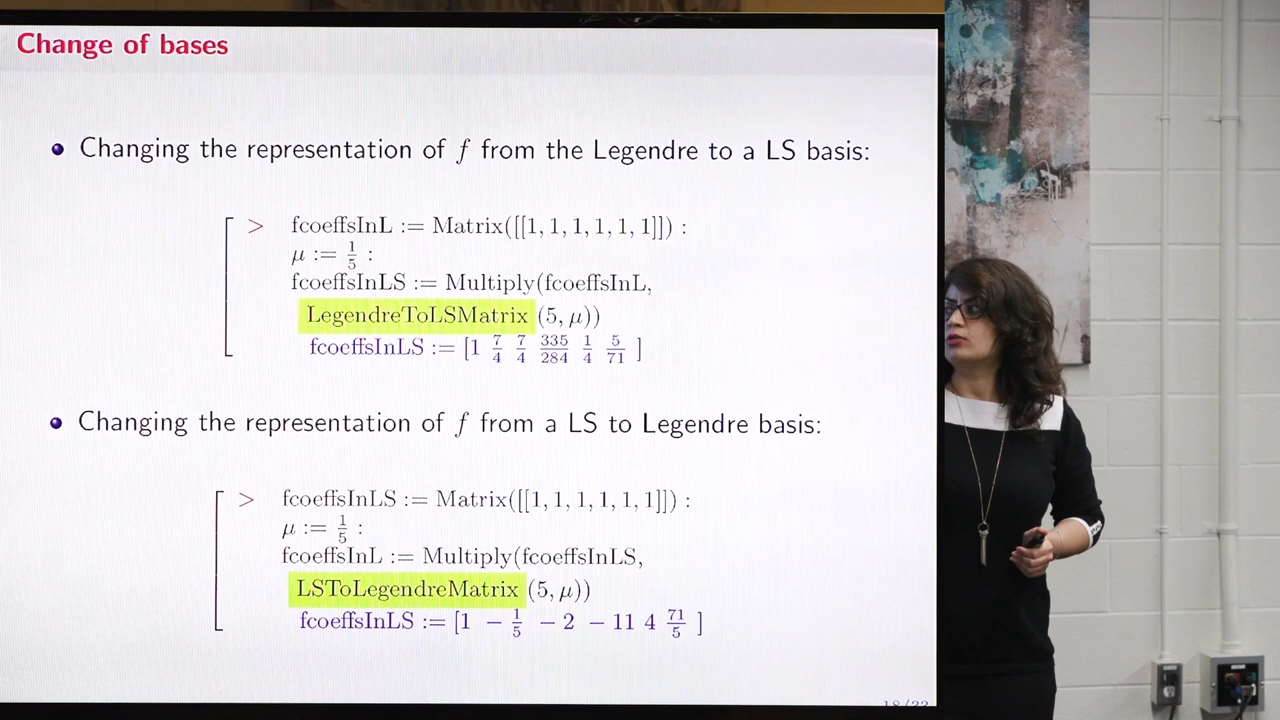 Change of bases
Changing the representation of f from the Legendre to a LS basis:
> fcoeffsInL := Matrix([[1, 1, 1, 1, 1, 1]]) :
μ := 1/5 :
fcoeffsInLS := Multiply(fcoeffsInL,
LegendreToLSMatrix (5, μ))
fcoeffsInLS := [1 7/4 7/4 335/284 1/4 5/71 ]
Changing the representation of f from a LS to Legendre basis:
> fcoeffsInLS := Matrix([[1, 1, 1, 1, 1, 1]]) :
μ := 1/5 :
fcoeffsInL := Multiply(fcoeffsInLS,
LSToLegendreMatrix (5, μ))
fcoeffsInLS := [1 − 1/5 − 2 − 11 4 71/5 ]